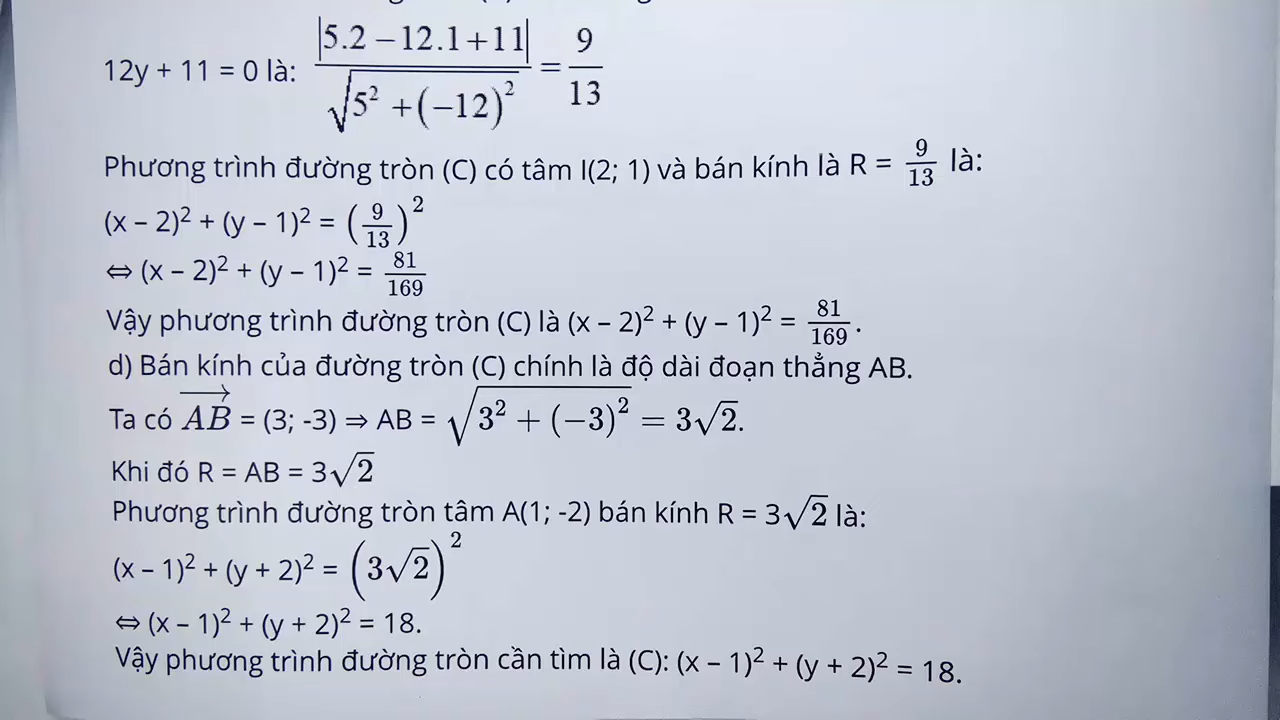 12y + 11 = 0 là: |5.2 − 12.1 + 11| / √(5² + (−12)²) = 9/13
Phương trình đường tròn (C) có tâm I(2; 1) và bán kính là R = 9/13 là:
(x – 2)² + (y – 1)² = (9/13)²
⇔ (x – 2)² + (y – 1)² = 81/169
Vậy phương trình đường tròn (C) là (x – 2)² + (y – 1)² = 81/169.
d) Bán kính của đường tròn (C) chính là độ dài đoạn thẳng AB.
Ta có AB⃗ = (3; -3) ⇒ AB = √(3² + (−3)²) = 3√2.
Khi đó R = AB = 3√2
Phương trình đường tròn tâm A(1; -2) bán kính R = 3√2 là:
(x – 1)² + (y + 2)² = (3√2)²
⇔ (x – 1)² + (y + 2)² = 18.
Vậy phương trình đường tròn cần tìm là (C): (x – 1)² + (y + 2)² = 18.